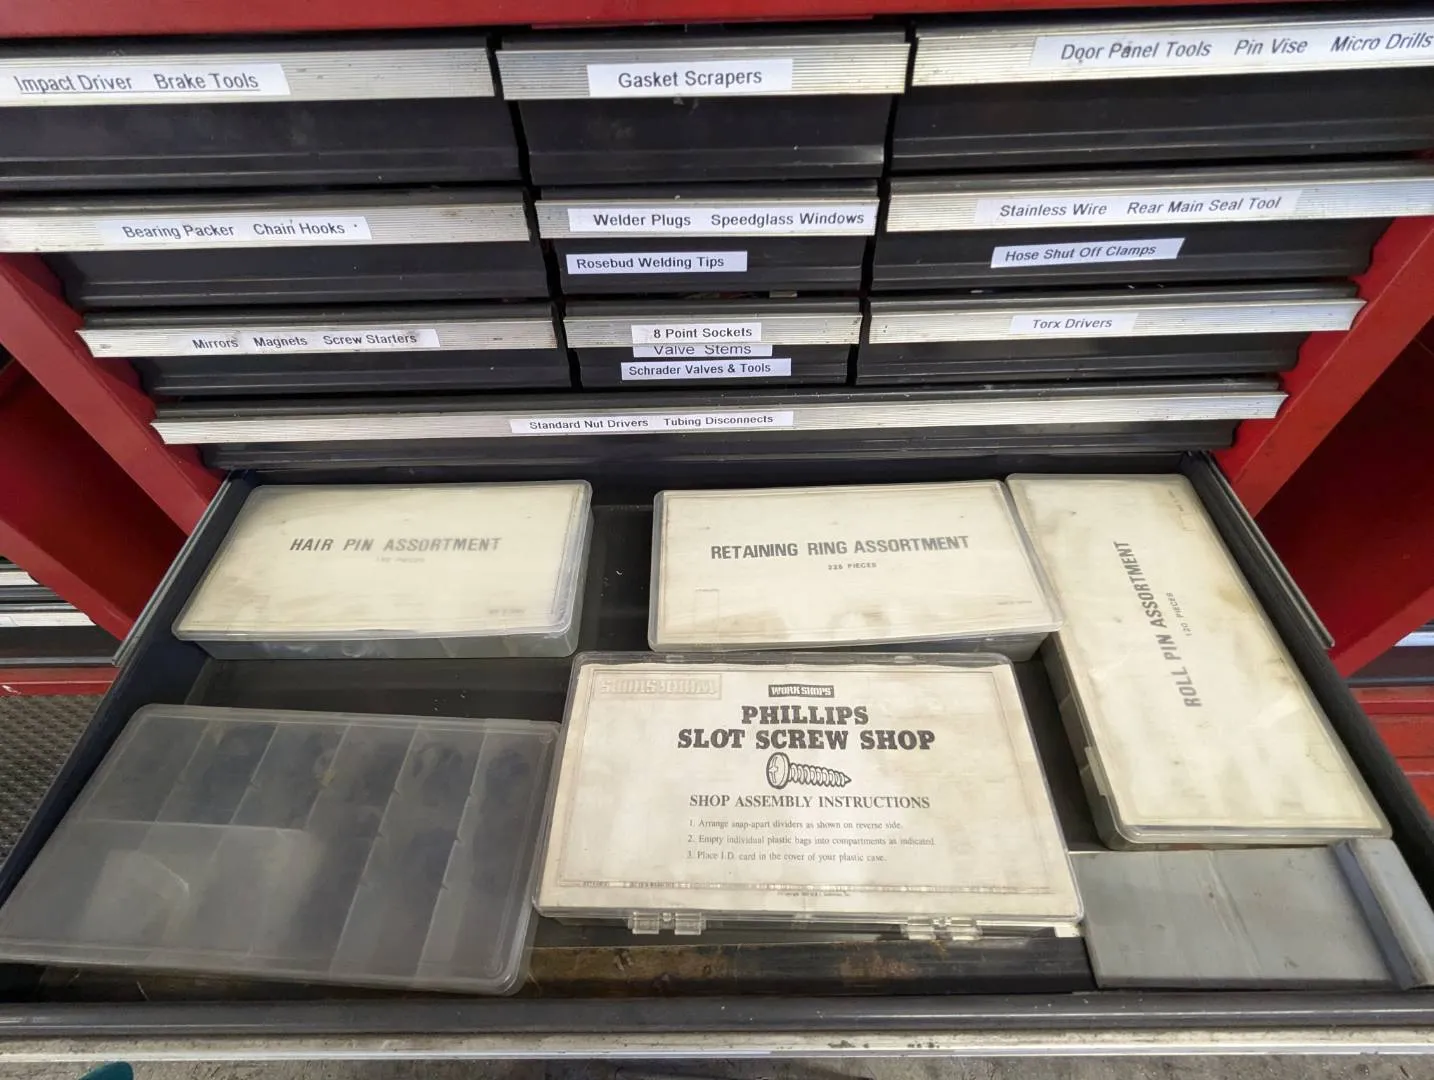 Impact Driver Brake Tools
Gasket Scrapers
Door Panel Tools Pin Vise Micro Drills
Bearing Packer Chain Hooks
Welder Plugs Speedglass Windows
Rosebud Welding Tips
Stainless Wire Rear Main Seal Tool
Hose Shut Off Clamps
Mirrors Magnets Screw Starters
8 Point Sockets
Valve Stems
Schrader Valves & Tools
Torx Drivers
Standard Nut Drivers Tubing Disconnects
HAIR PIN ASSORTMENT
PIECES
RETAINING RING ASSORTMENT
225 PIECES
ROLL PIN ASSORTMENT
120 PIECES
WORK SHOPS
PHILLIPS
SLOT SCREW SHOP
SHOP ASSEMBLY INSTRUCTIONS
1. Arrange snap-apart dividers as shown on reverse side.
2. Empty individual plastic bags into compartments as indicated.
3. Place I.D. card in the cover of your plastic case.